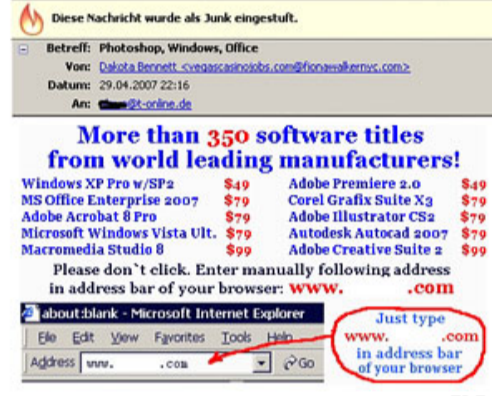 Diese Nachricht wurde als Junk eingestuft.
Betreff: Photoshop, Windows, Office
Von: Dakota Bennett <vegascasinojobs.com@fionawalkernyc.com>
Datum: 29.04.2007 22:16
An: @t-online.de
More than 350 software titles
from world leading manufacturers!
Windows XP Pro w/SP2 $49
MS Office Enterprise 2007 $79
Adobe Acrobat 8 Pro $79
Microsoft Windows Vista Ult. $79
Macromedia Studio 8 $99
Adobe Premiere 2.0 $49
Corel Grafix Suite X3 $79
Adobe Illustrator CS2 $79
Autodesk Autocad 2007 $79
Adobe Creative Suite 2 $99
Please don`t click. Enter manually following address
in address bar of your browser: www. .com
about:blank - Microsoft Internet Explorer
File Edit View Favorites Tools Help
Address www. .com Go
Just type
www. .com
in address bar
of your browser